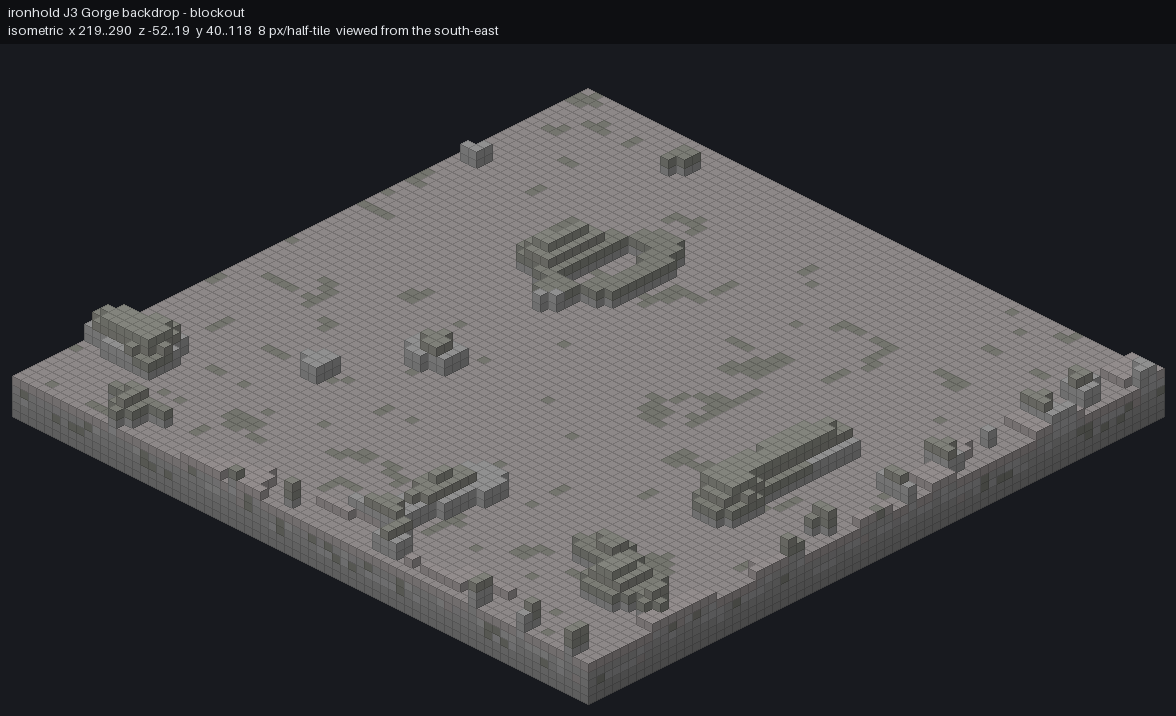 ironhold J3 Gorge backdrop - blockout
isometric  x 219..290  z -52..19  y 40..118  8 px/half-tile  viewed from the south-east